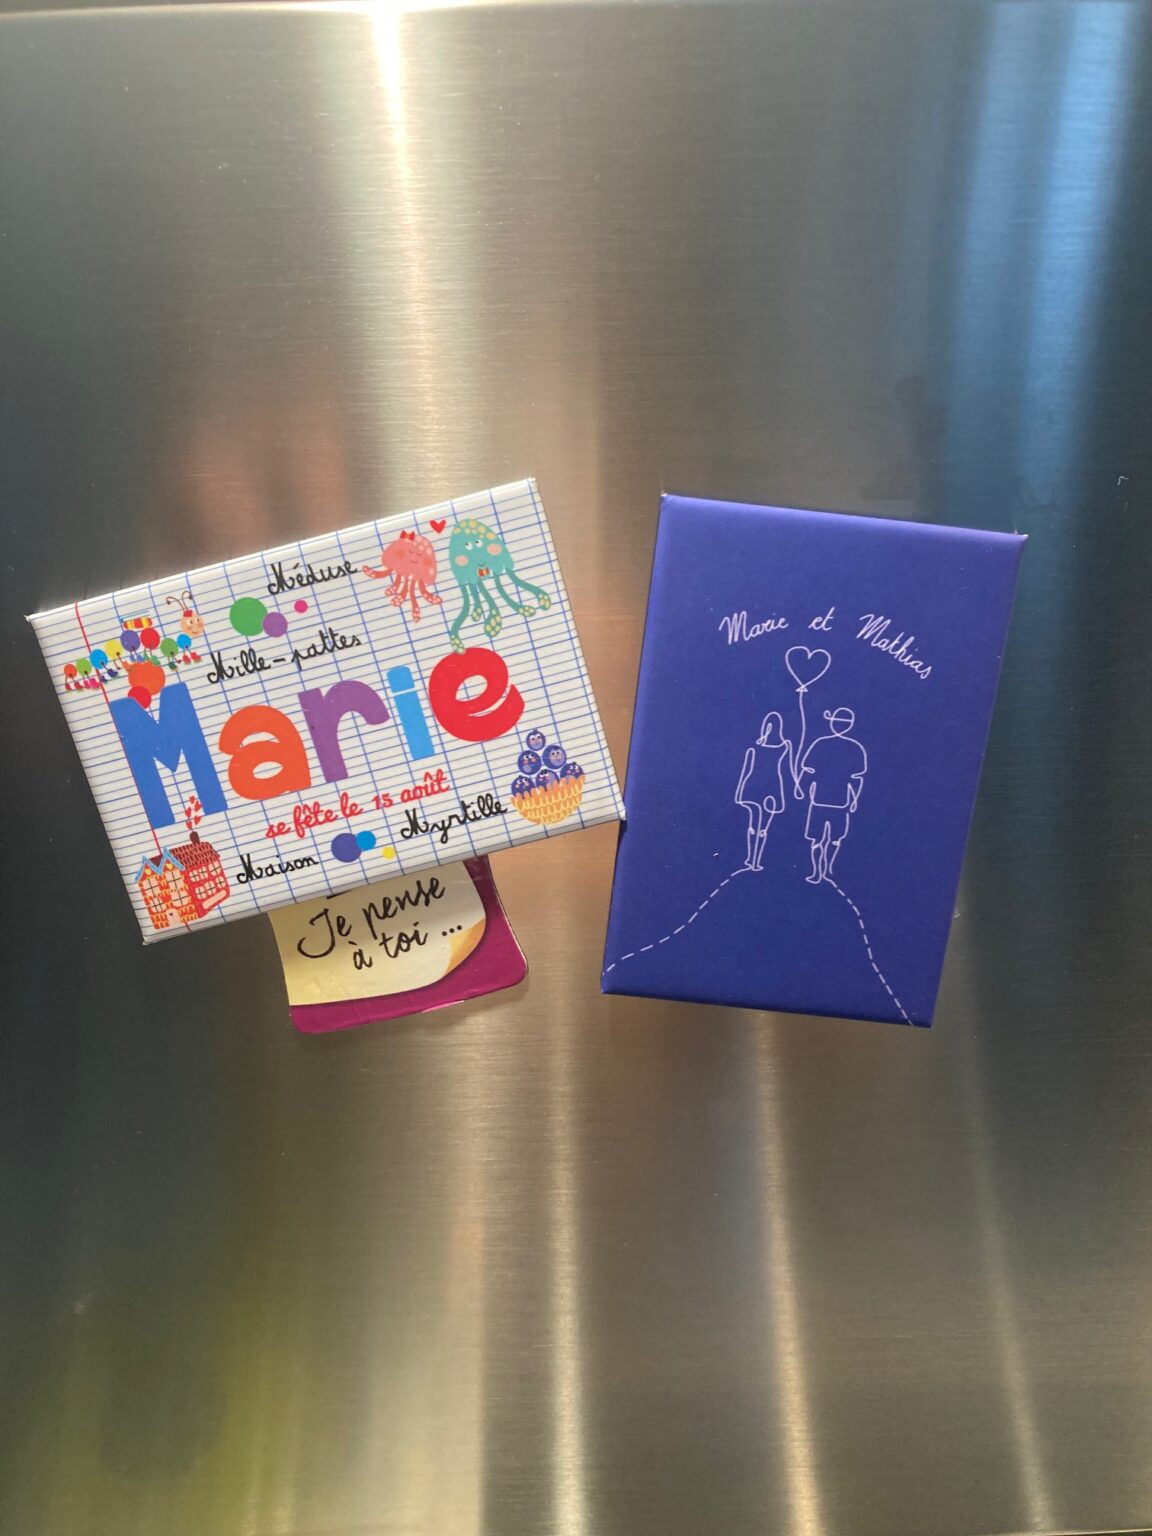 Méduse
Mille-pattes
Marie
se fête le 15 août
Myrtille
Maison
Je pense
à toi ...
Marie et Mathias